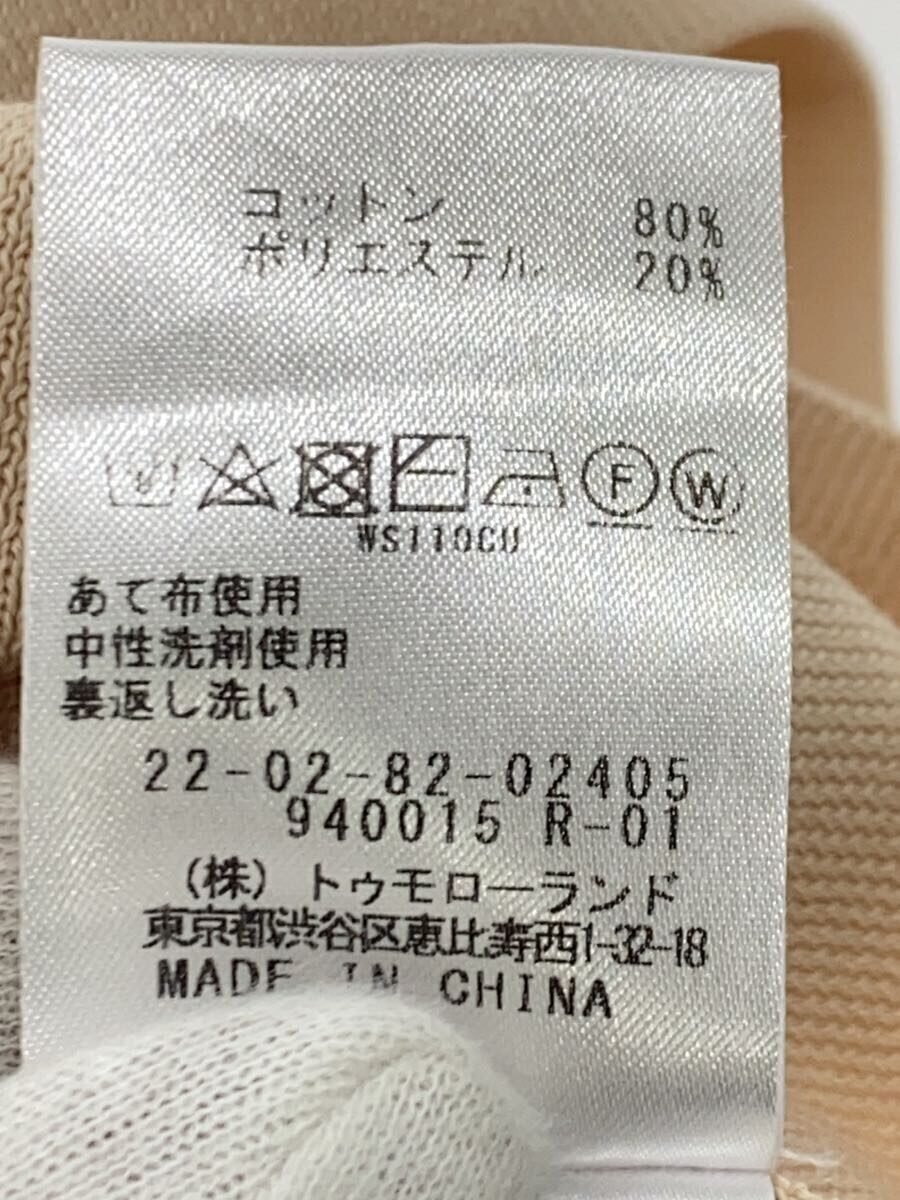 コットン 80%
ポリエステル 20%
F W
WS110CU
あて布使用
中性洗剤使用
裏返し洗い
22-02-82-02405
940015 R-01
(株)トゥモローランド
東京都渋谷区恵比寿西1-32-18
MADE IN CHINA